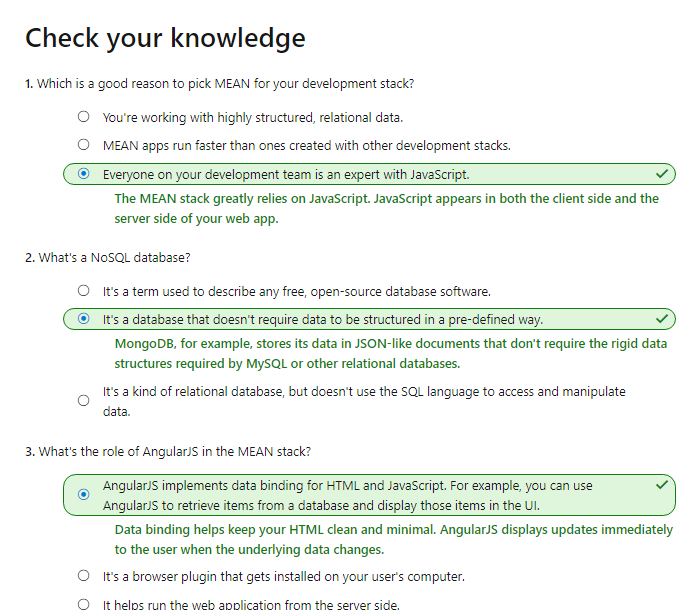 Check your knowledge
1. Which is a good reason to pick MEAN for your development stack?
You're working with highly structured, relational data.
MEAN apps run faster than ones created with other development stacks.
Everyone on your development team is an expert with JavaScript.
The MEAN stack greatly relies on JavaScript. JavaScript appears in both the client side and the
server side of your web app.
2. What's a NoSQL database?
It's a term used to describe any free, open-source database software.
It's a database that doesn't require data to be structured in a pre-defined way.
MongoDB, for example, stores its data in JSON-like documents that don't require the rigid data
structures required by MySQL or other relational databases.
It's a kind of relational database, but doesn't use the SQL language to access and manipulate
data.
3. What's the role of AngularJS in the MEAN stack?
AngularJS implements data binding for HTML and JavaScript. For example, you can use
AngularJS to retrieve items from a database and display those items in the UI.
Data binding helps keep your HTML clean and minimal. AngularJS displays updates immediately
to the user when the underlying data changes.
It's a browser plugin that gets installed on your user's computer.
It helps run the web application from the server side.